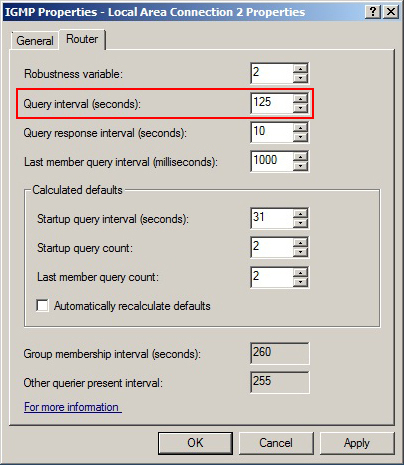 IGMP Properties - Local Area Connection 2 Properties
General Router
Robustness variable: 2
Query interval (seconds): 125
Query response interval (seconds): 10
Last member query interval (milliseconds): 1000
Calculated defaults
Startup query interval (seconds): 31
Startup query count: 2
Last member query count: 2
Automatically recalculate defaults
Group membership interval (seconds): 260
Other querier present interval: 255
For more information
OK Cancel Apply